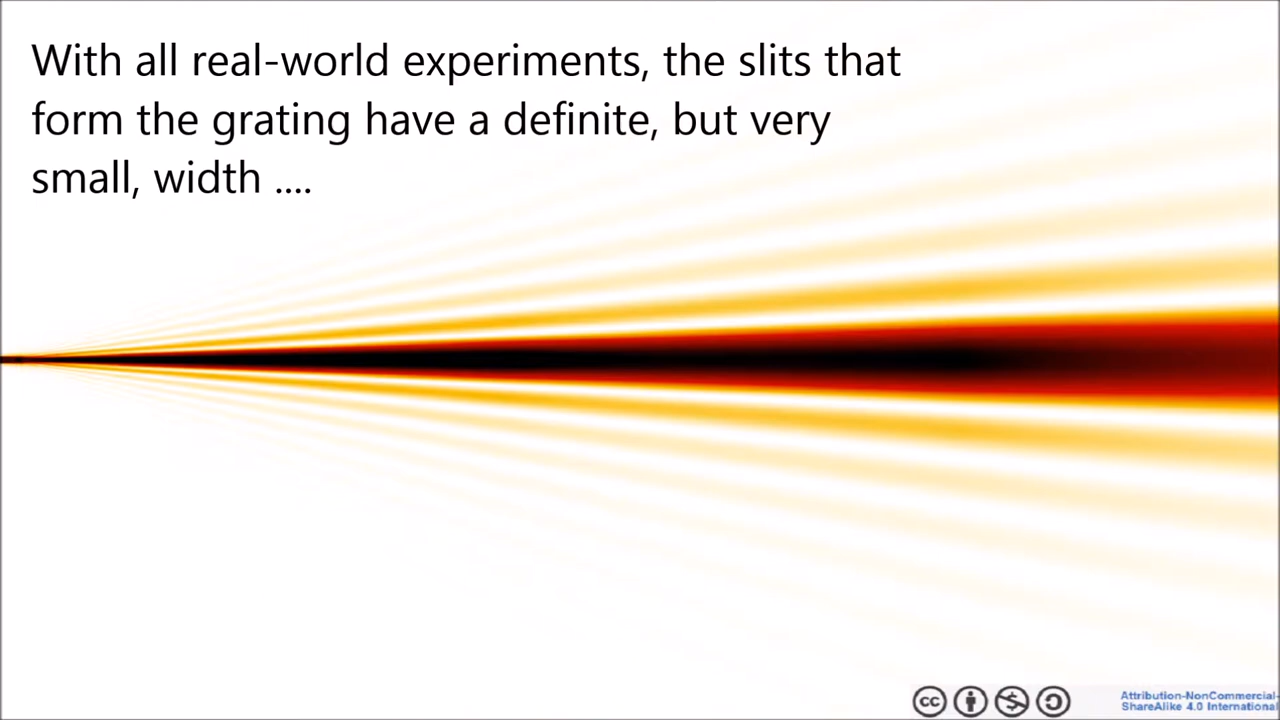 With all real-world experiments, the slits that
form the grating have a definite, but very
small, width ....
cc
Attribution-NonCommercial-
ShareAlike 4.0 International